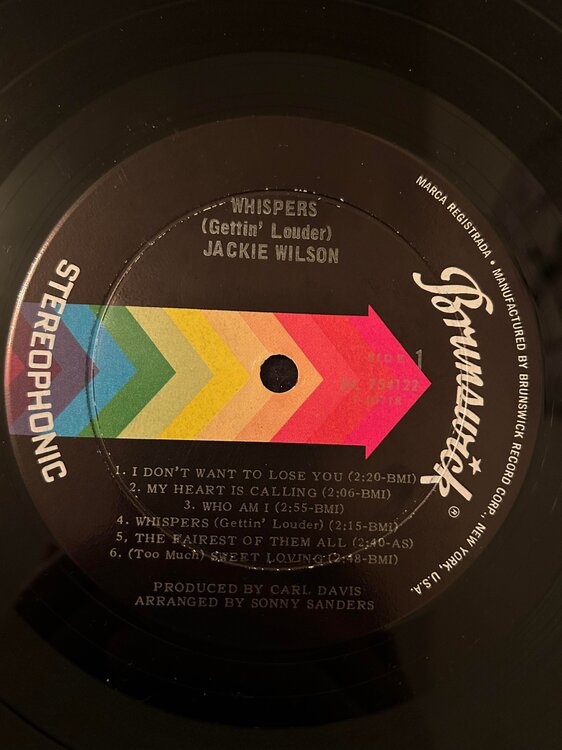 WHISPERS
(Gettin' Louder)
JACKIE WILSON
STEREOPHONIC
Brunswick ®
MARCA REGISTRADA • MANUFACTURED BY BRUNSWICK RECORD CORP., NEW YORK, U.S.A.
SIDE 1
BL 754122
1. I DON'T WANT TO LOSE YOU (2:20-BMI)
2. MY HEART IS CALLING (2:06-BMI)
3. WHO AM I (2:55-BMI)
4. WHISPERS (Gettin' Louder) (2:15-BMI)
5. THE FAIREST OF THEM ALL (2:40-AS)
6. (Too Much) SWEET LOVING (2:48-BMI)
PRODUCED BY CARL DAVIS
ARRANGED BY SONNY SANDERS